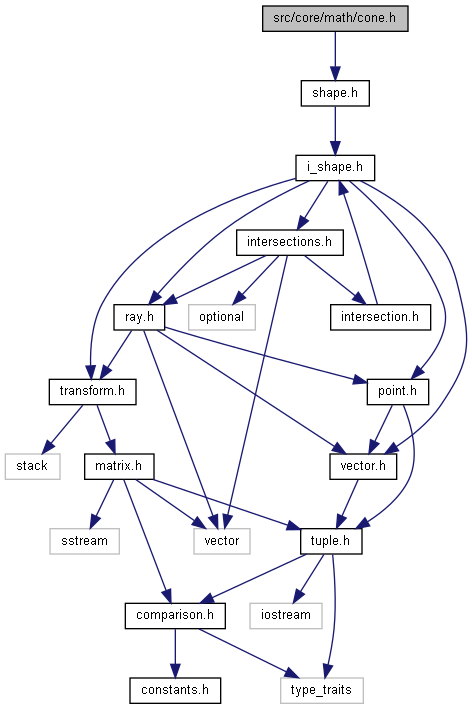 src/core/math/cone.h
shape.h
i_shape.h
intersections.h
ray.h
optional
intersection.h
transform.h
point.h
stack
matrix.h
vector.h
sstream
vector
tuple.h
comparison.h
iostream
constants.h
type_traits